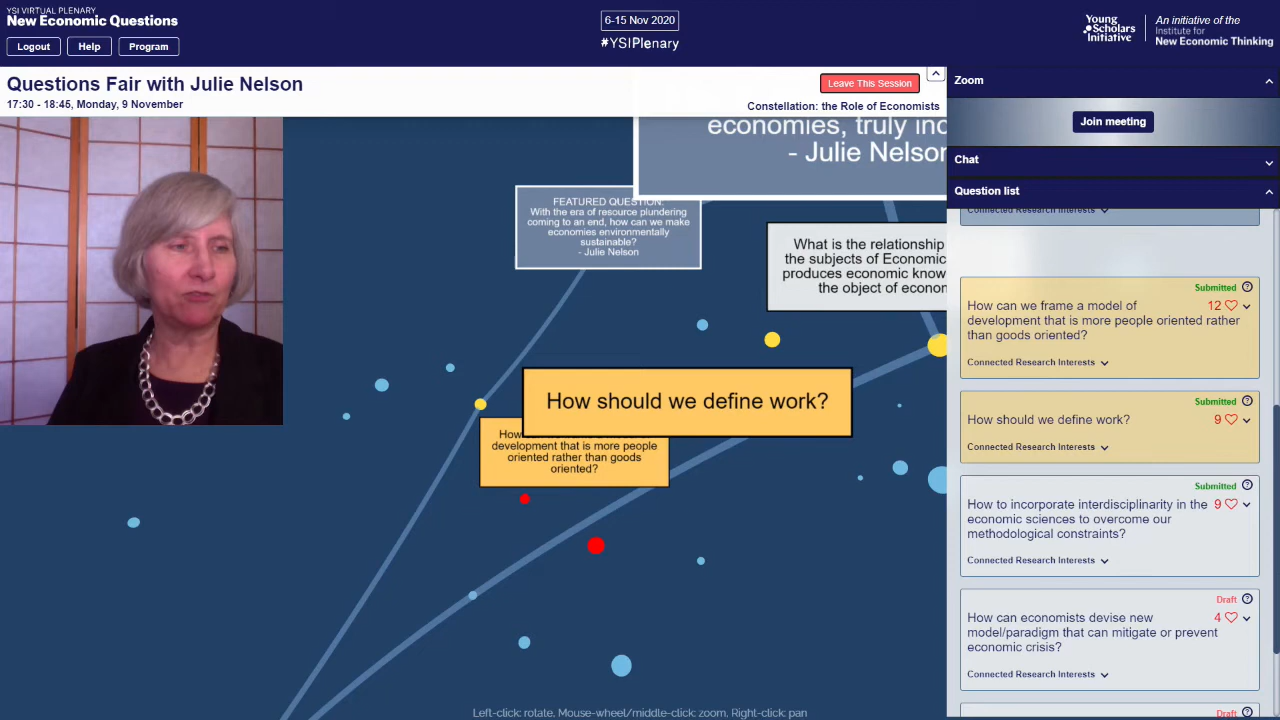 YSI VIRTUAL PLENARY
New Economic Questions
Logout
Help
Program
6-15 Nov 2020
#YSIPlenary
Young
Scholars
Initiative
An initiative of the
Institute for
New Economic Thinking
Questions Fair with Julie Nelson
17:30 - 18:45, Monday, 9 November
Leave This Session
Constellation: the Role of Economists
economies, truly inc
- Julie Nelson
FEATURED QUESTION:
With the era of resource plundering
coming to an end, how can we make
economies environmentally
sustainable?
- Julie Nelson
What is the relationship
the subjects of Economic
produces economic know
the object of econom
How should we define work?
How
development that is more people
oriented rather than goods
oriented?
Left-click: rotate, Mouse-wheel/middle-click: zoom, Right-click: pan
Zoom
Join meeting
Chat
Question list
Connected Research Interests
Submitted
How can we frame a model of
12
development that is more people oriented rather
than goods oriented?
Connected Research Interests
Submitted
How should we define work?
9
Connected Research Interests
Submitted
How to incorporate interdisciplinarity in the
9
economic sciences to overcome our
methodological constraints?
Connected Research Interests
Draft
How can economists devise new
4
model/paradigm that can mitigate or prevent
economic crisis?
Connected Research Interests
Draft